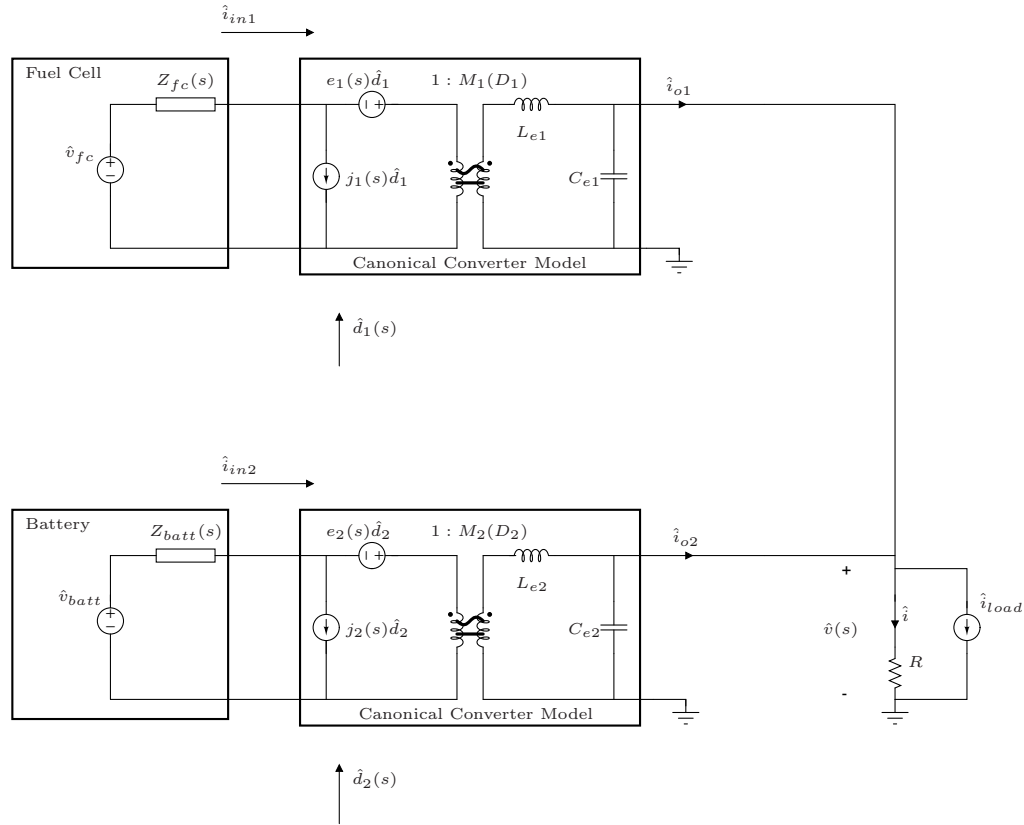 î_in1
Fuel Cell
Z_fc(s)
e_1(s)d̂_1
1 : M_1(D_1)
î_o1
L_e1
v̂_fc
+
−
− +
j_1(s)d̂_1
C_e1
Canonical Converter Model
d̂_1(s)
î_in2
Battery
Z_batt(s)
e_2(s)d̂_2
1 : M_2(D_2)
î_o2
L_e2
v̂_batt
+
−
− +
j_2(s)d̂_2
C_e2
+
v̂(s)
-
î
î_load
R
Canonical Converter Model
d̂_2(s)